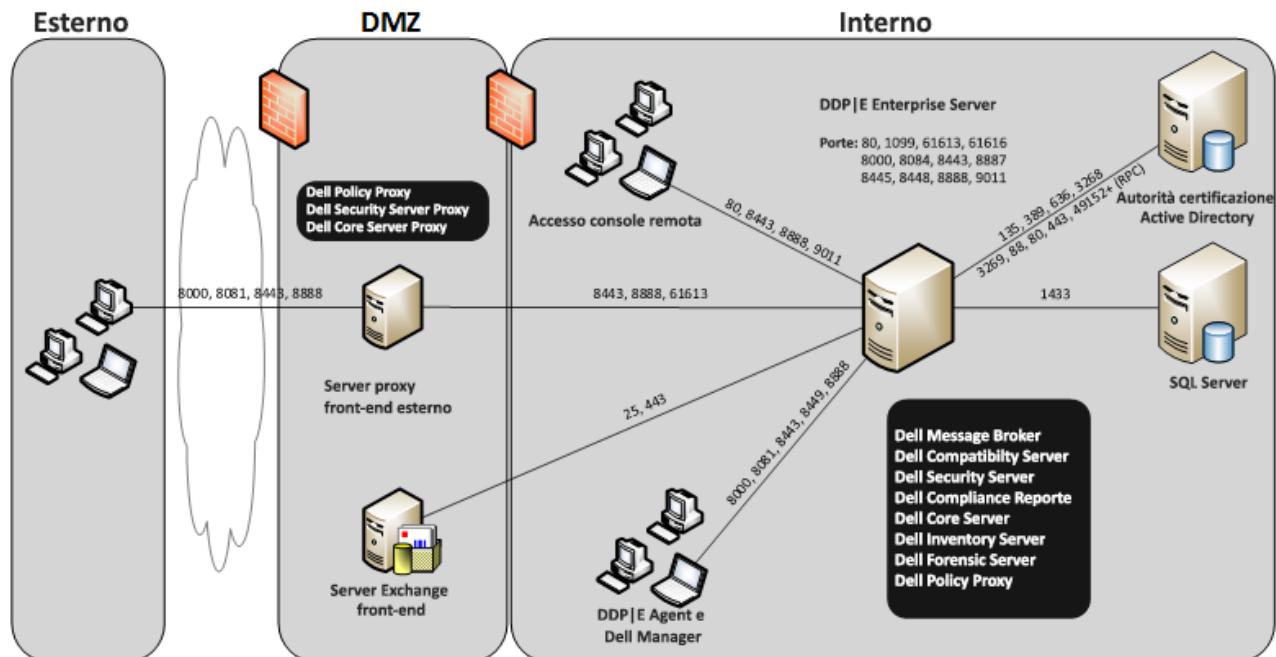 Esterno
DMZ
Interno
DDP|E Enterprise Server
Porte: 80, 1099, 61613, 61616
8000, 8084, 8443, 8887
8445, 8448, 8888, 9011
Dell Policy Proxy
Dell Security Server Proxy
Dell Core Server Proxy
Accesso console remota
80, 8443, 8888, 9011
135, 389, 636, 3268
3269, 88, 80, 443, 49152+ (RPC)
Autorità certificazione
Active Directory
8000, 8081, 8443, 8888
8443, 8888, 61613
1433
Server proxy
front-end esterno
SQL Server
25, 443
8000, 8081, 8443, 8449, 8888
Dell Message Broker
Dell Compatibilty Server
Dell Security Server
Dell Compliance Reporte
Dell Core Server
Dell Inventory Server
Dell Forensic Server
Dell Policy Proxy
Server Exchange
front-end
DDP|E Agent e
Dell Manager